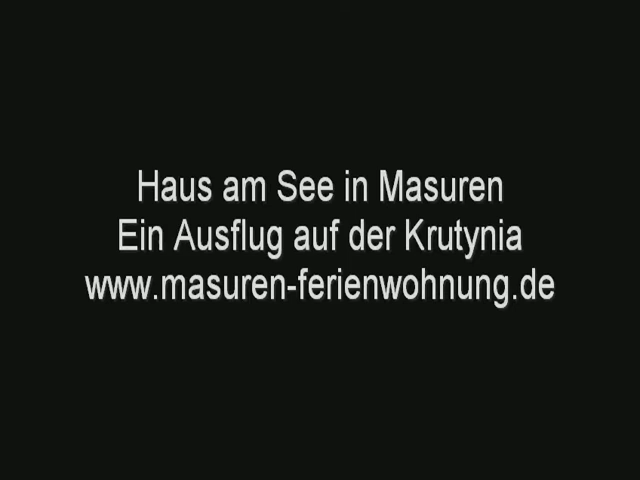 Haus am See in Masuren
Ein Ausflug auf der Krutynia
www.masuren-ferienwohnung.de